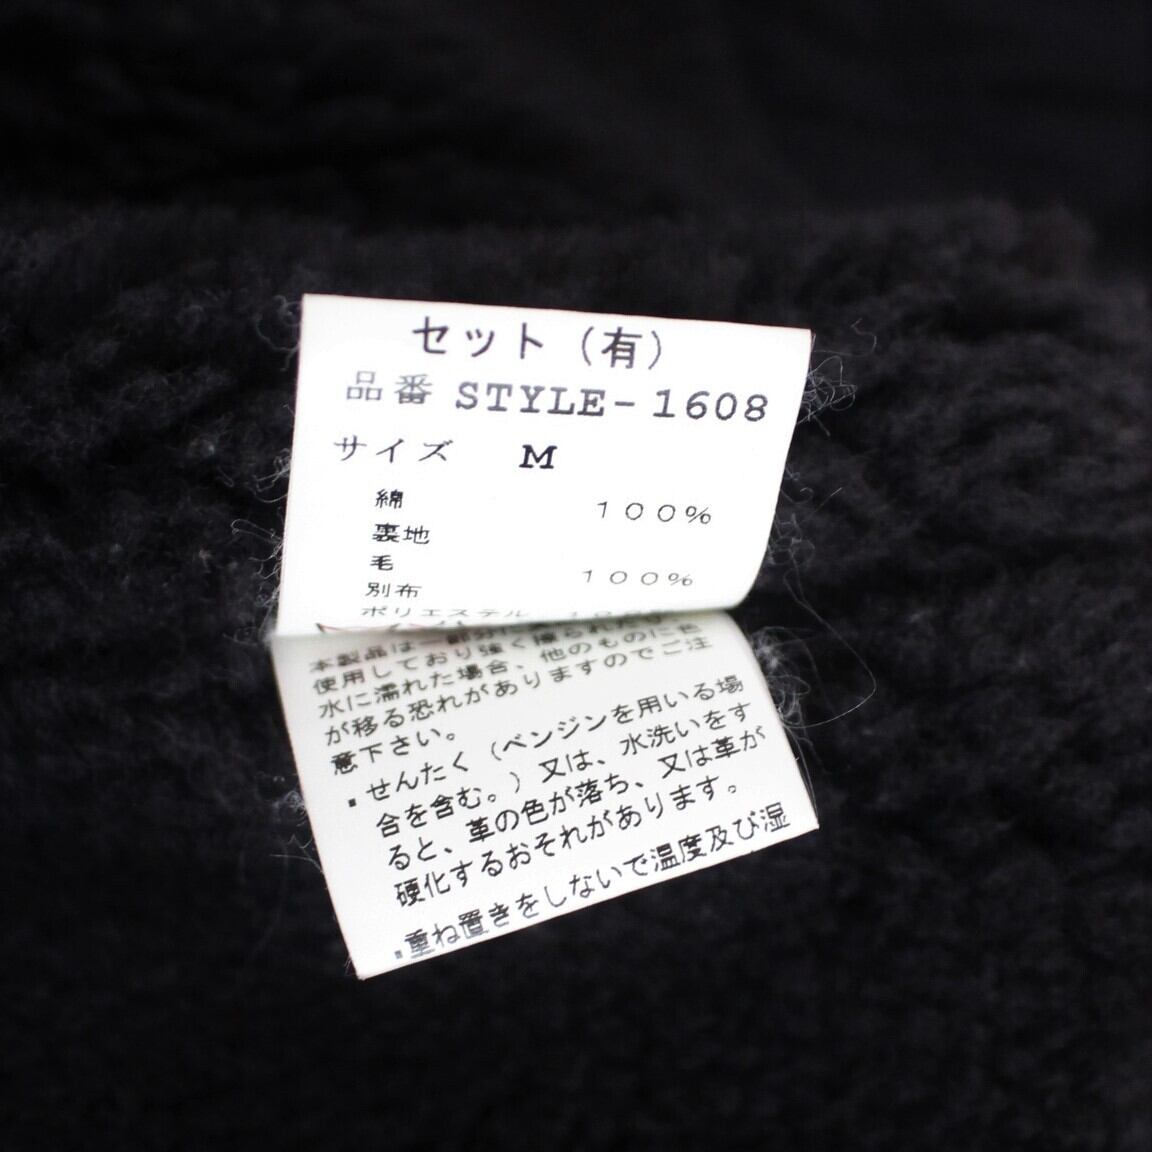 セット（有）
品番 STYLE-1608
サイズ M
綿 100%
裏地
毛 100%
別布
ポリエステル
本製品は一部分に
使用しており強く擦られたり
水に濡れた場合、他のものに色
が移る恐れがありますのでご注
意下さい。
・せんたく（ベンジンを用いる場
合を含む。）又は、水洗いをす
ると、革の色が落ち、又は革が
硬化するおそれがあります。
・重ね置きをしないで温度及び湿